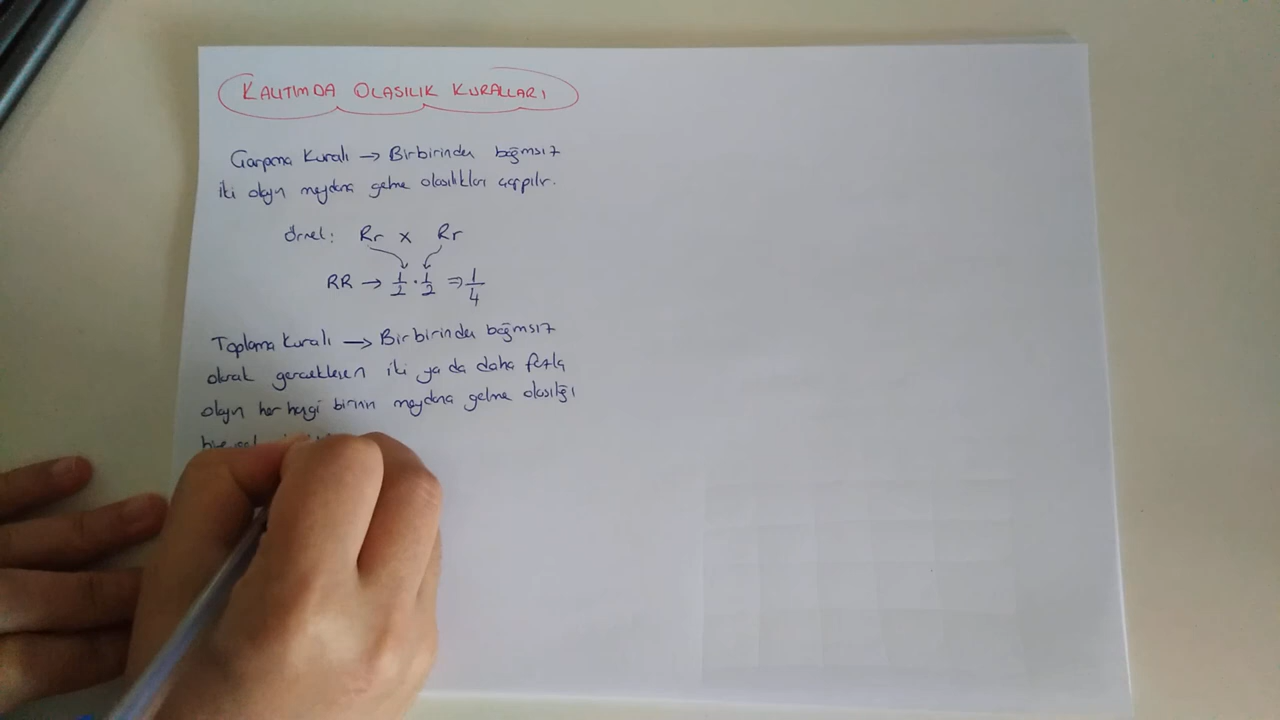 KALITIMDA OLASILIK KURALLARI
Çarpma Kuralı → Birbirinden bağımsız
iki olayın meydana gelme olasılıkları çarpılır.
Örnek: Rr x Rr
RR → 1/2 · 1/2 => 1/4
Toplama Kuralı → Birbirinden bağımsız
olarak gerçekleşen iki ya da daha fazla
olayın her hangi birinin meydana gelme olasılığı